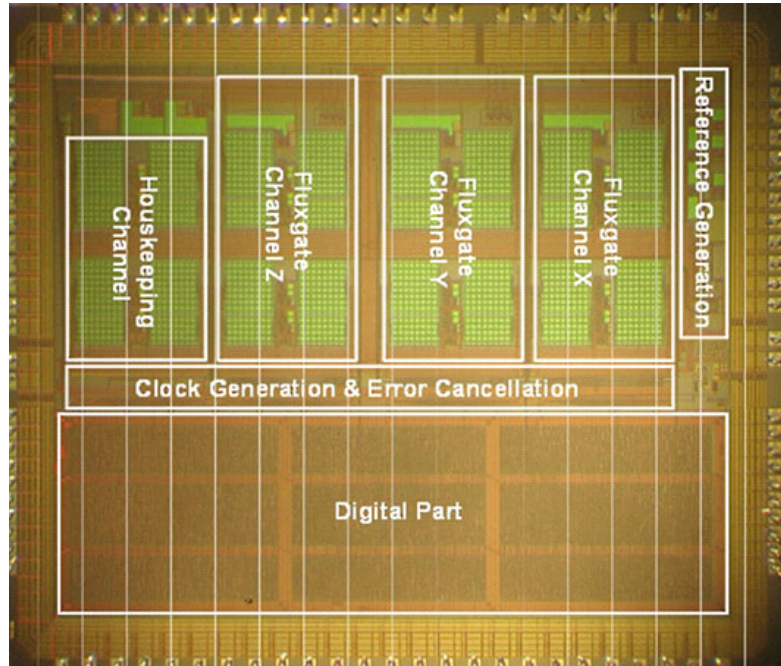 Houskeeping
Channel
Fluxgate
Channel Z
Fluxgate
Channel Y
Fluxgate
Channel X
Reference Generation
Clock Generation & Error Cancellation
Digital Part